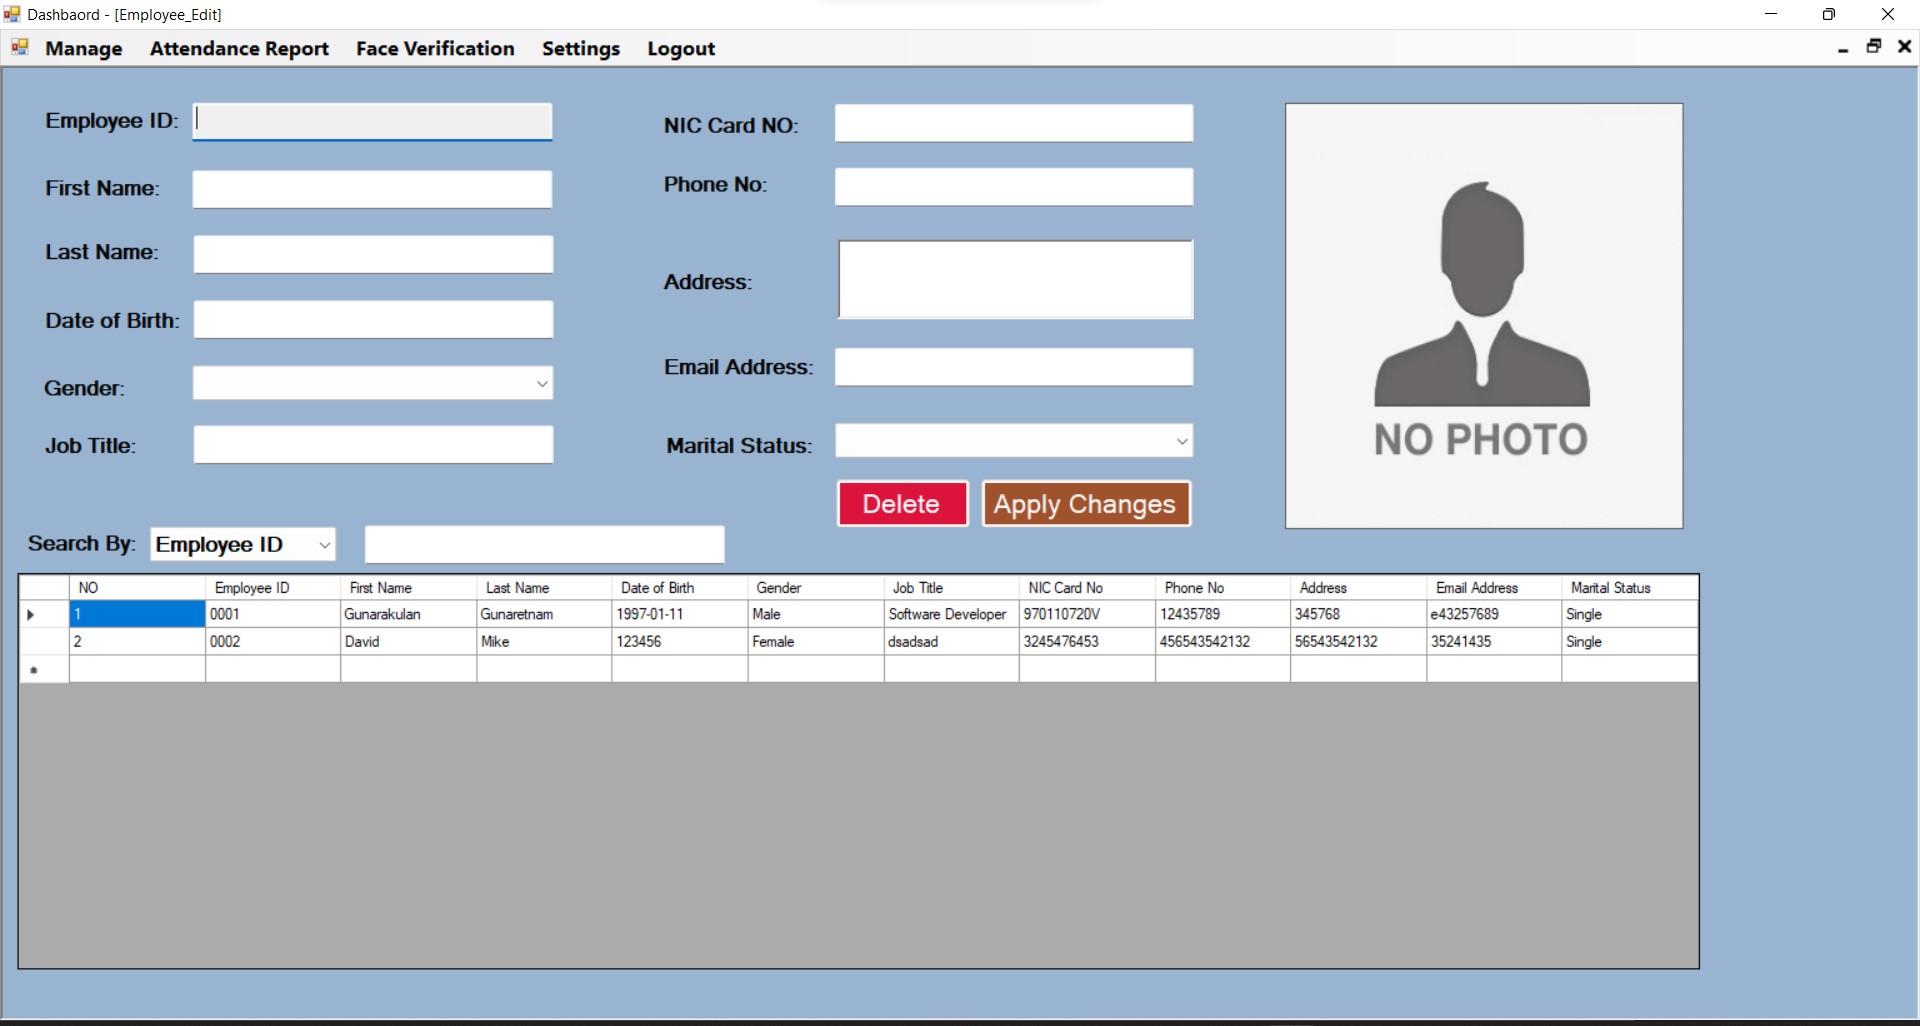 Dashbaord - [Employee_Edit]
Manage Attendance Report Face Verification Settings Logout
Employee ID:
First Name:
Last Name:
Date of Birth:
Gender:
Job Title:
NIC Card NO:
Phone No:
Address:
Email Address:
Marital Status:
Delete Apply Changes
NO PHOTO
Search By: Employee ID
NO Employee ID First Name Last Name Date of Birth Gender Job Title NIC Card No Phone No Address Email Address Marital Status
1 0001 Gunarakulan Gunaretnam 1997-01-11 Male Software Developer 970110720V 12435789 345768 e43257689 Single
2 0002 David Mike 123456 Female dsadsad 3245476453 456543542132 56543542132 35241435 Single